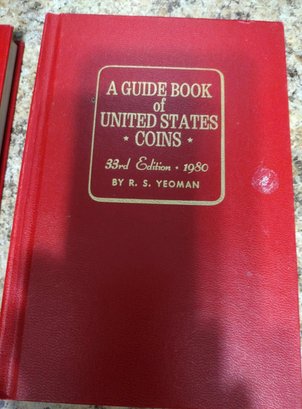 A GUIDE BOOK
of
UNITED STATES
★ COINS ★
33rd Edition • 1980
BY R. S. YEOMAN